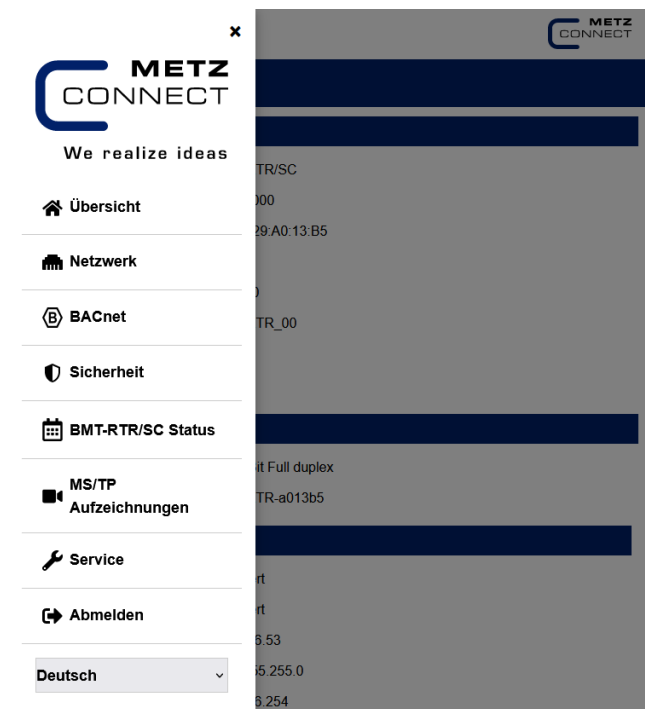 METZ
CONNECT
We realize ideas
Übersicht
Netzwerk
BACnet
Sicherheit
BMT-RTR/SC Status
MS/TP
Aufzeichnungen
Service
Abmelden
Deutsch
METZ
CONNECT
TR/SC
29:A0:13:B5
TR_00
it Full duplex
TR-a013b5
rt
rt
6.53
55.255.0
6.254